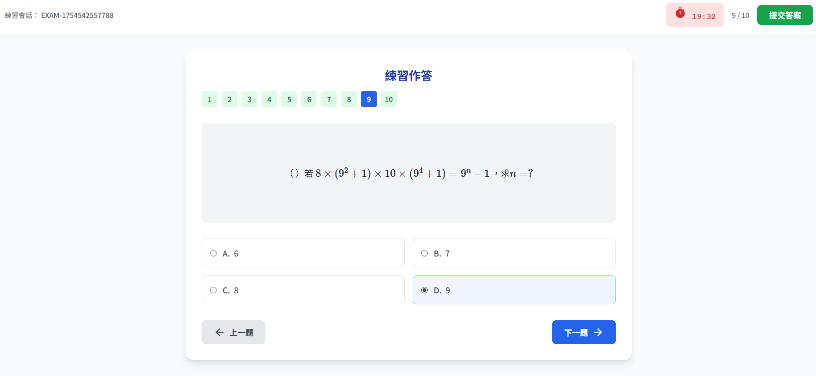 練習會話： EXAM-1754542557788
19:32
9 / 10
提交答案
練習作答
1 2 3 4 5 6 7 8 9 10
（）若 8 × (9² + 1) × 10 × (9⁴ + 1) = 9ⁿ − 1 ，求n =?
A. 6
B. 7
C. 8
D. 9
← 上一題
下一題 →